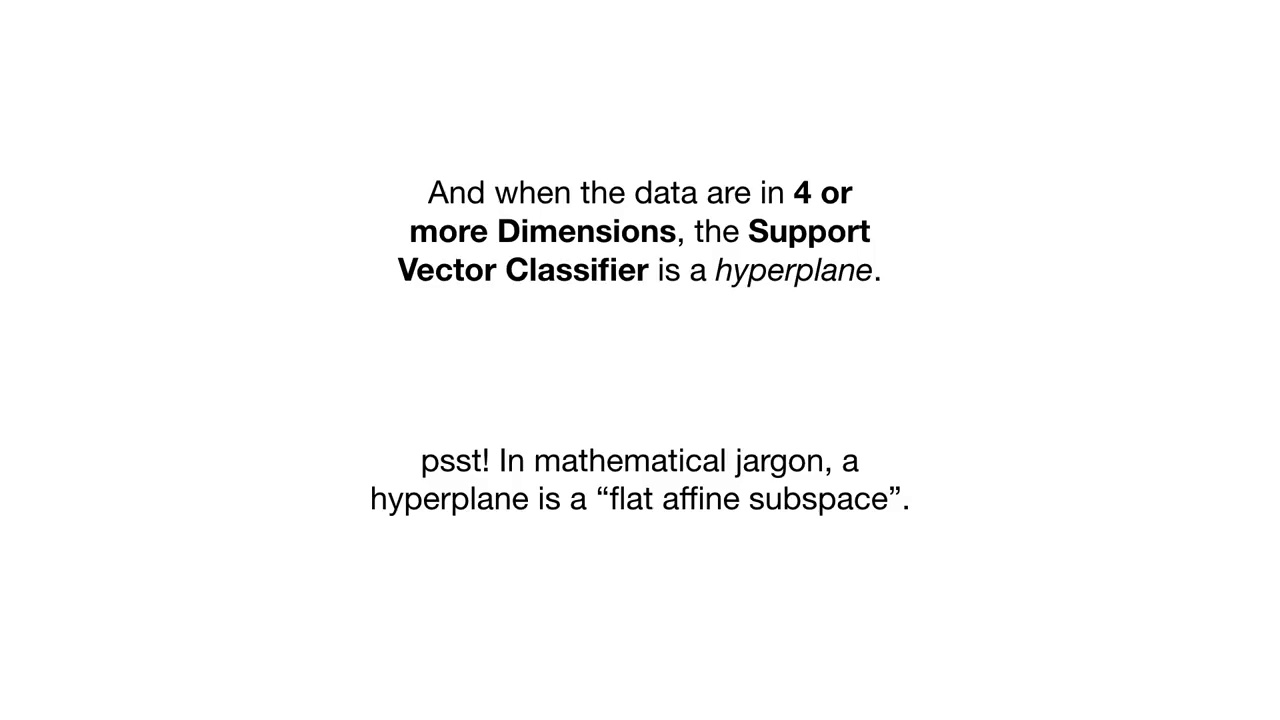 And when the data are in 4 or
more Dimensions, the Support
Vector Classifier is a hyperplane.
psst! In mathematical jargon, a
hyperplane is a “flat affine subspace”.